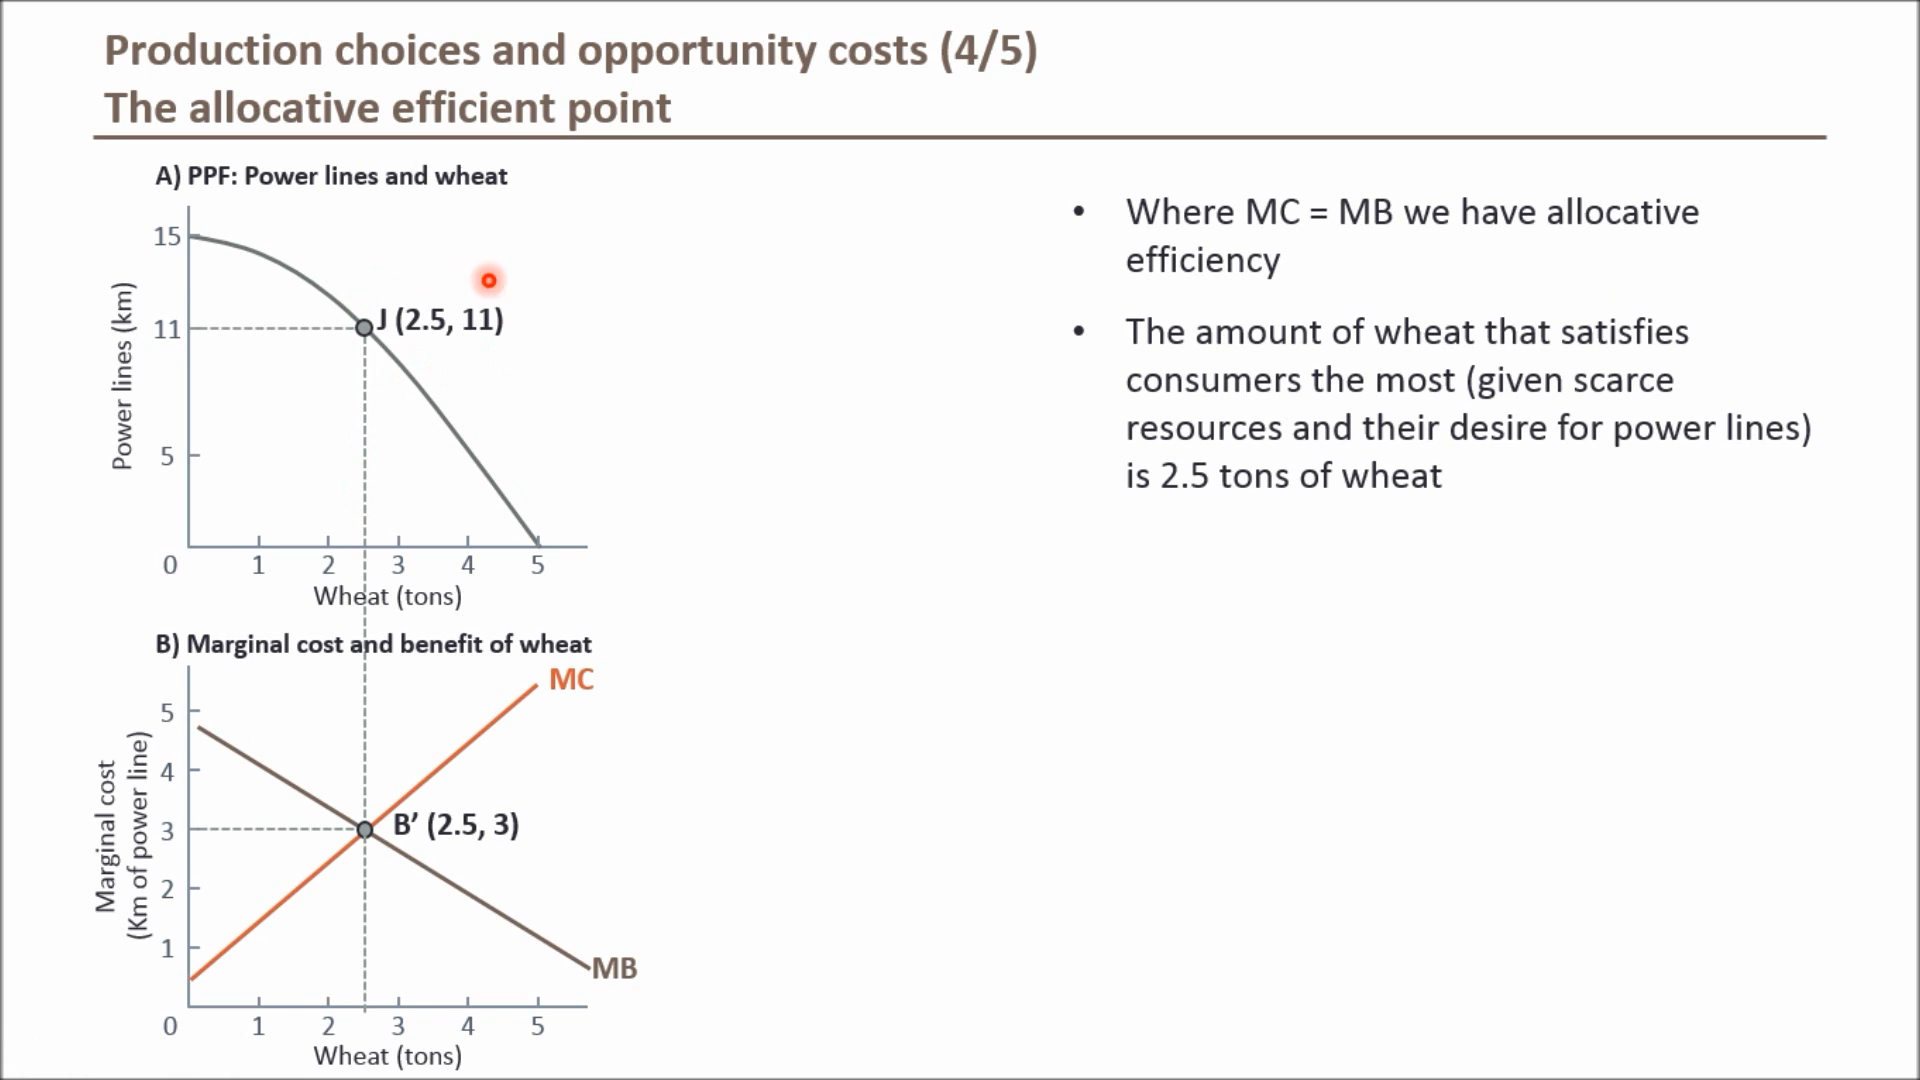 Production choices and opportunity costs (4/5)
The allocative efficient point
A) PPF: Power lines and wheat
15
11
5
0
Power lines (km)
J (2.5, 11)
1 2 3 4 5
Wheat (tons)
B) Marginal cost and benefit of wheat
MC
5
4
3
2
1
0
Marginal cost
(Km of power line)
B’ (2.5, 3)
MB
1 2 3 4 5
Wheat (tons)
• Where MC = MB we have allocative
efficiency
• The amount of wheat that satisfies
consumers the most (given scarce
resources and their desire for power lines)
is 2.5 tons of wheat